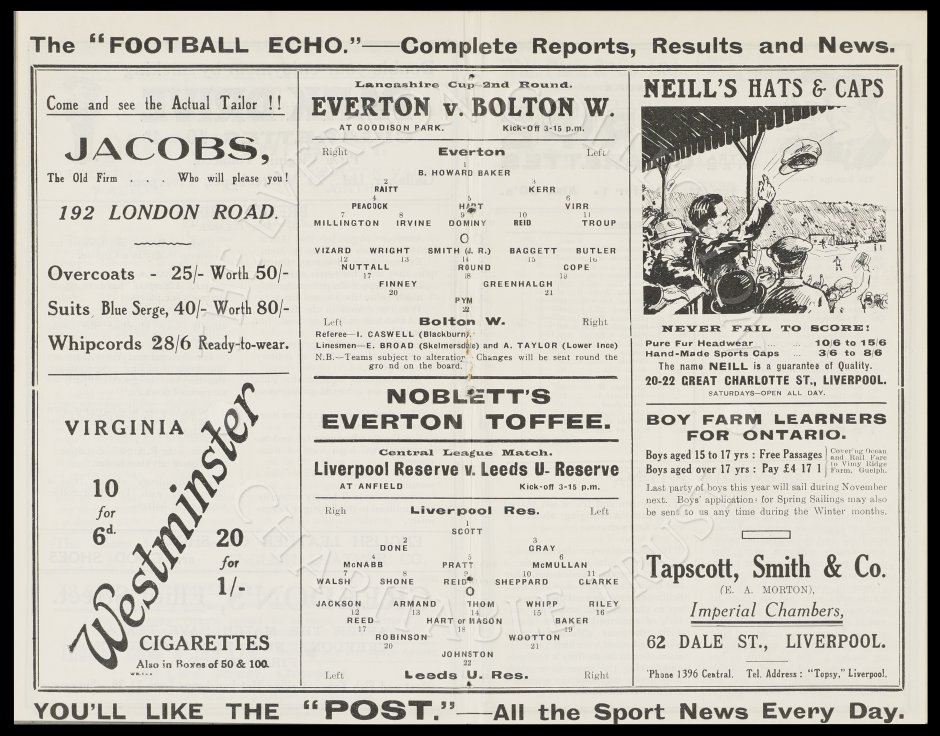 The "FOOTBALL ECHO."—Complete Reports, Results and News.
Come and see the Actual Tailor !!
JACOBS,
The Old Firm . . . Who will please you!
192 LONDON ROAD.
Overcoats - 25/- Worth 50/-
Suits Blue Serge, 40/- Worth 80/-
Whipcords 28/6 Ready-to-wear.
VIRGINIA
10
for
6d.
Westminster
20
for
1/-
CIGARETTES
Also in Boxes of 50 & 100.
Lancashire Cup 2nd Round.
EVERTON v. BOLTON W.
AT GOODISON PARK. Kick-Off 3-15 p.m.
Right Everton Left
1
B. HOWARD BAKER
2 3
RAITT KERR
4 5 6
PEACOCK HART VIRR
7 8 9 10 11
MILLINGTON IRVINE DOMINY REID TROUP
O
VIZARD WRIGHT SMITH (J. R.) BAGGETT BUTLER
12 13 14 15 16
NUTTALL ROUND COPE
17 18 19
FINNEY GREENHALGH
20 21
PYM
22
Left Bolton W. Right
Referee—I. CASWELL (Blackburn).
Linesmen—E. BROAD (Skelmersdale) and A. TAYLOR (Lower Ince)
N.B.—Teams subject to alteration Changes will be sent round the
ground on the board.
NOBLETT'S
EVERTON TOFFEE.
Central League Match.
Liverpool Reserve v. Leeds U. Reserve
AT ANFIELD Kick-off 3-15 p.m.
Righ Liverpool Res. Left
1
SCOTT
2 3
DONE GRAY
4 5 6
McNABB PRATT McMULLAN
7 8 9 10 11
WALSH SHONE REID SHEPPARD CLARKE
O
JACKSON ARMAND THOM WHIPP RILEY
12 13 14 15 16
REED HART or MASON BAKER
17 18 19
ROBINSON WOOTTON
20 21
JOHNSTON
22
Left Leeds U. Res. Right
NEILL'S HATS & CAPS
NEVER FAIL TO SCORE!
Pure Fur Headwear ... 10/6 to 15/6
Hand-Made Sports Caps ... 3/6 to 8/6
The name NEILL is a guarantee of Quality.
20-22 GREAT CHARLOTTE ST., LIVERPOOL.
SATURDAYS—OPEN ALL DAY.
BOY FARM LEARNERS
FOR ONTARIO.
Boys aged 15 to 17 yrs : Free Passages
Boys aged over 17 yrs : Pay £4 17 1
Cover'ng Ocean
and Rail Fare
to Vimy Ridge
Farm, Guelph.
Last party of boys this year will sail during November
next. Boys' application for Spring Sailings may also
be sent to us any time during the Winter months.
Tapscott, Smith & Co.
(E. A. MORTON),
Imperial Chambers,
62 DALE ST., LIVERPOOL.
'Phone 1396 Central. Tel. Address : "Topsy," Liverpool.
YOU'LL LIKE THE "POST."—All the Sport News Every Day.